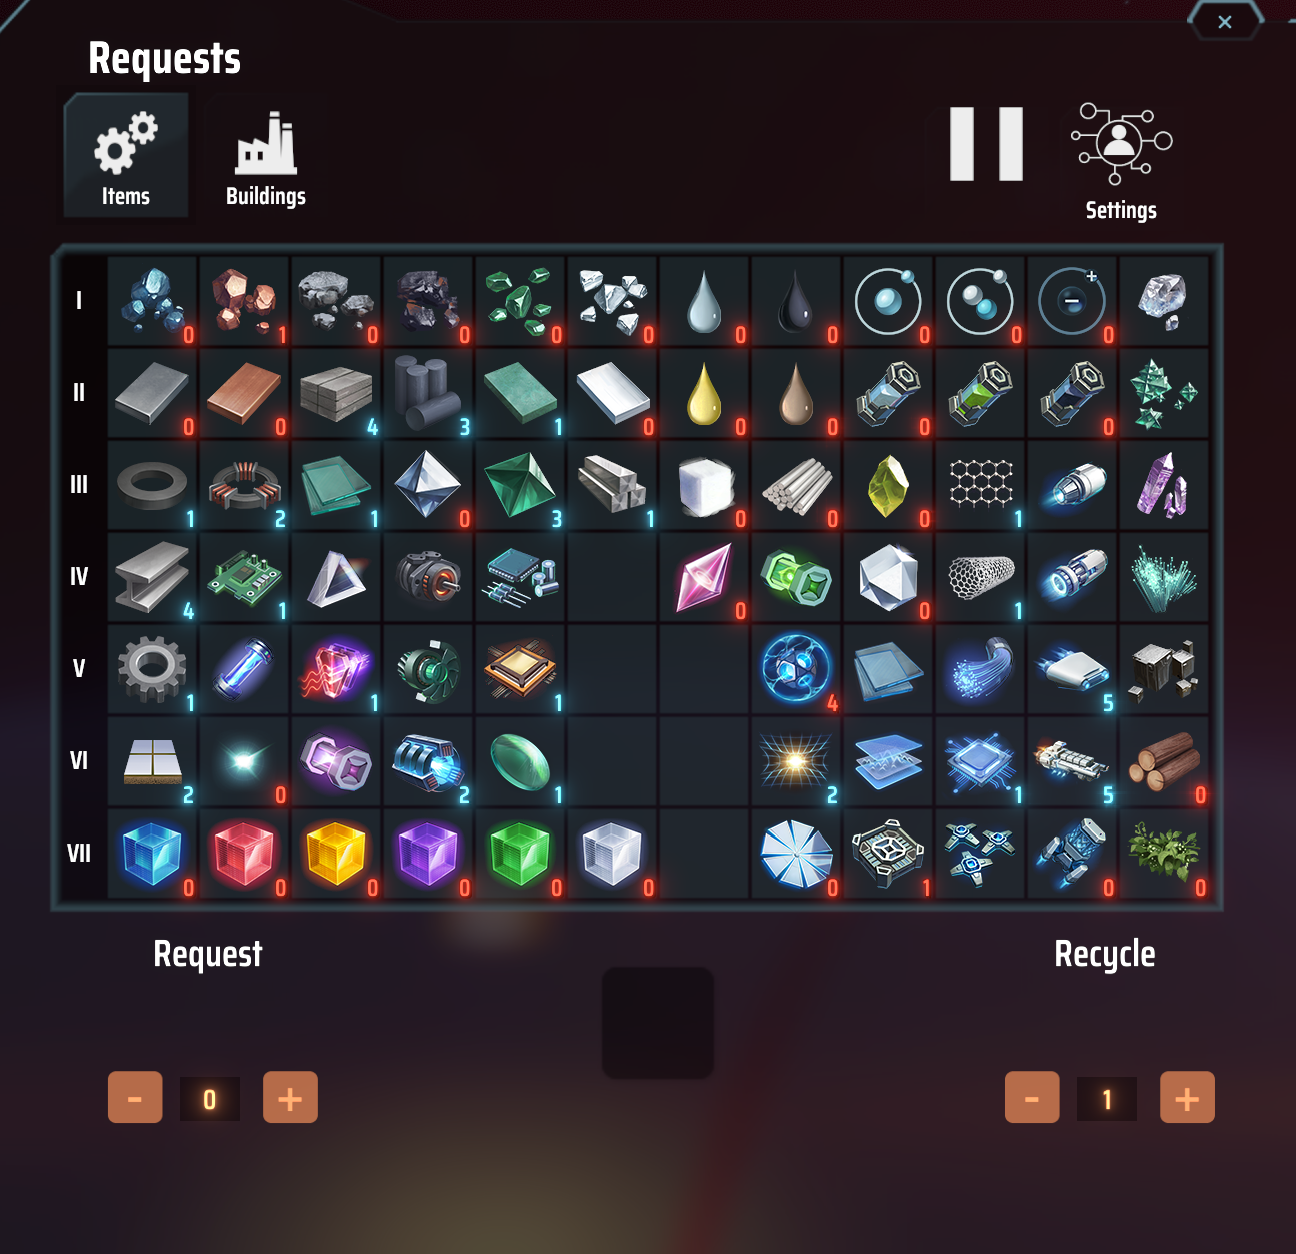 Requests
×
Items
Buildings
Settings
I
0 1 0 0 0 0 0 0 0 0 0
II
0 0 4 3 1 0 0 0 0 0 0
III
1 2 1 0 3 1 0 0 0 1
IV
4 1 0 0 1
V
1 1 1 4 5
VI
2 0 2 1 2 1 5 0
VII
0 0 0 0 0 0 0 1 0 0
Request
Recycle
- 0 +
- 1 +